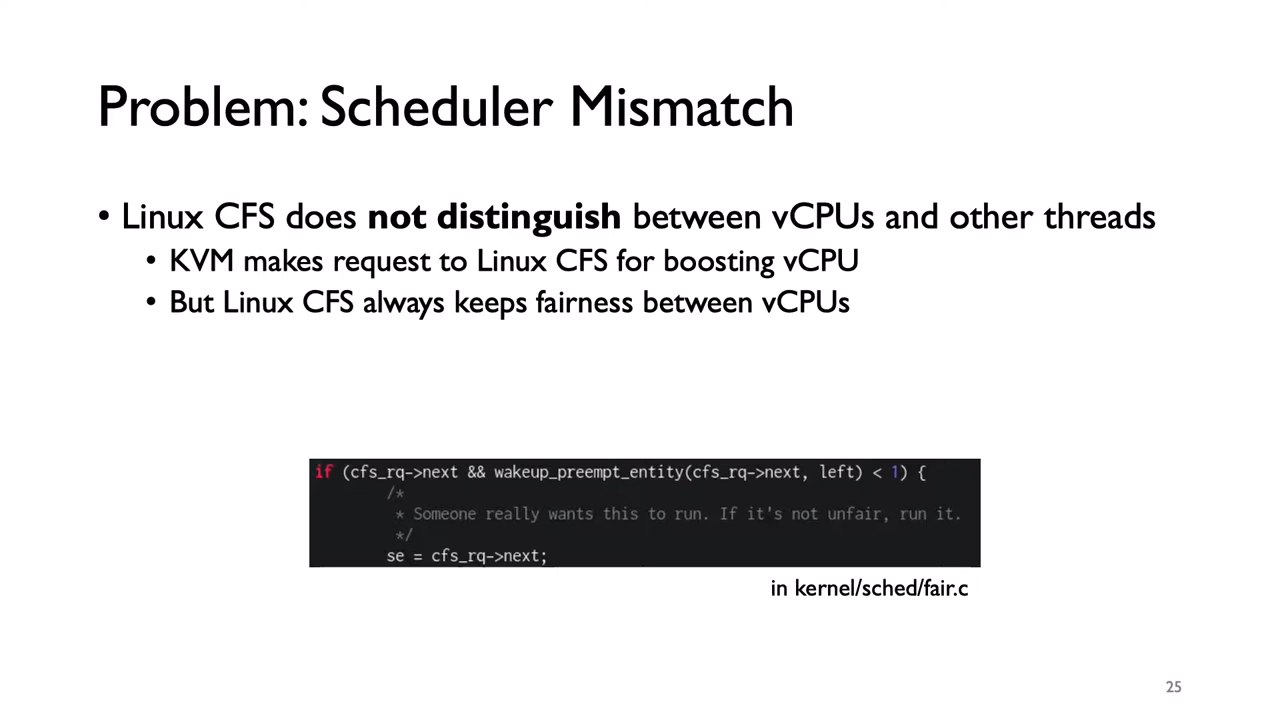 Problem: Scheduler Mismatch
• Linux CFS does not distinguish between vCPUs and other threads
• KVM makes request to Linux CFS for boosting vCPU
• But Linux CFS always keeps fairness between vCPUs
if (cfs_rq->next && wakeup_preempt_entity(cfs_rq->next, left) < 1) {
/*
* Someone really wants this to run. If it's not unfair, run it.
*/
se = cfs_rq->next;
in kernel/sched/fair.c
25